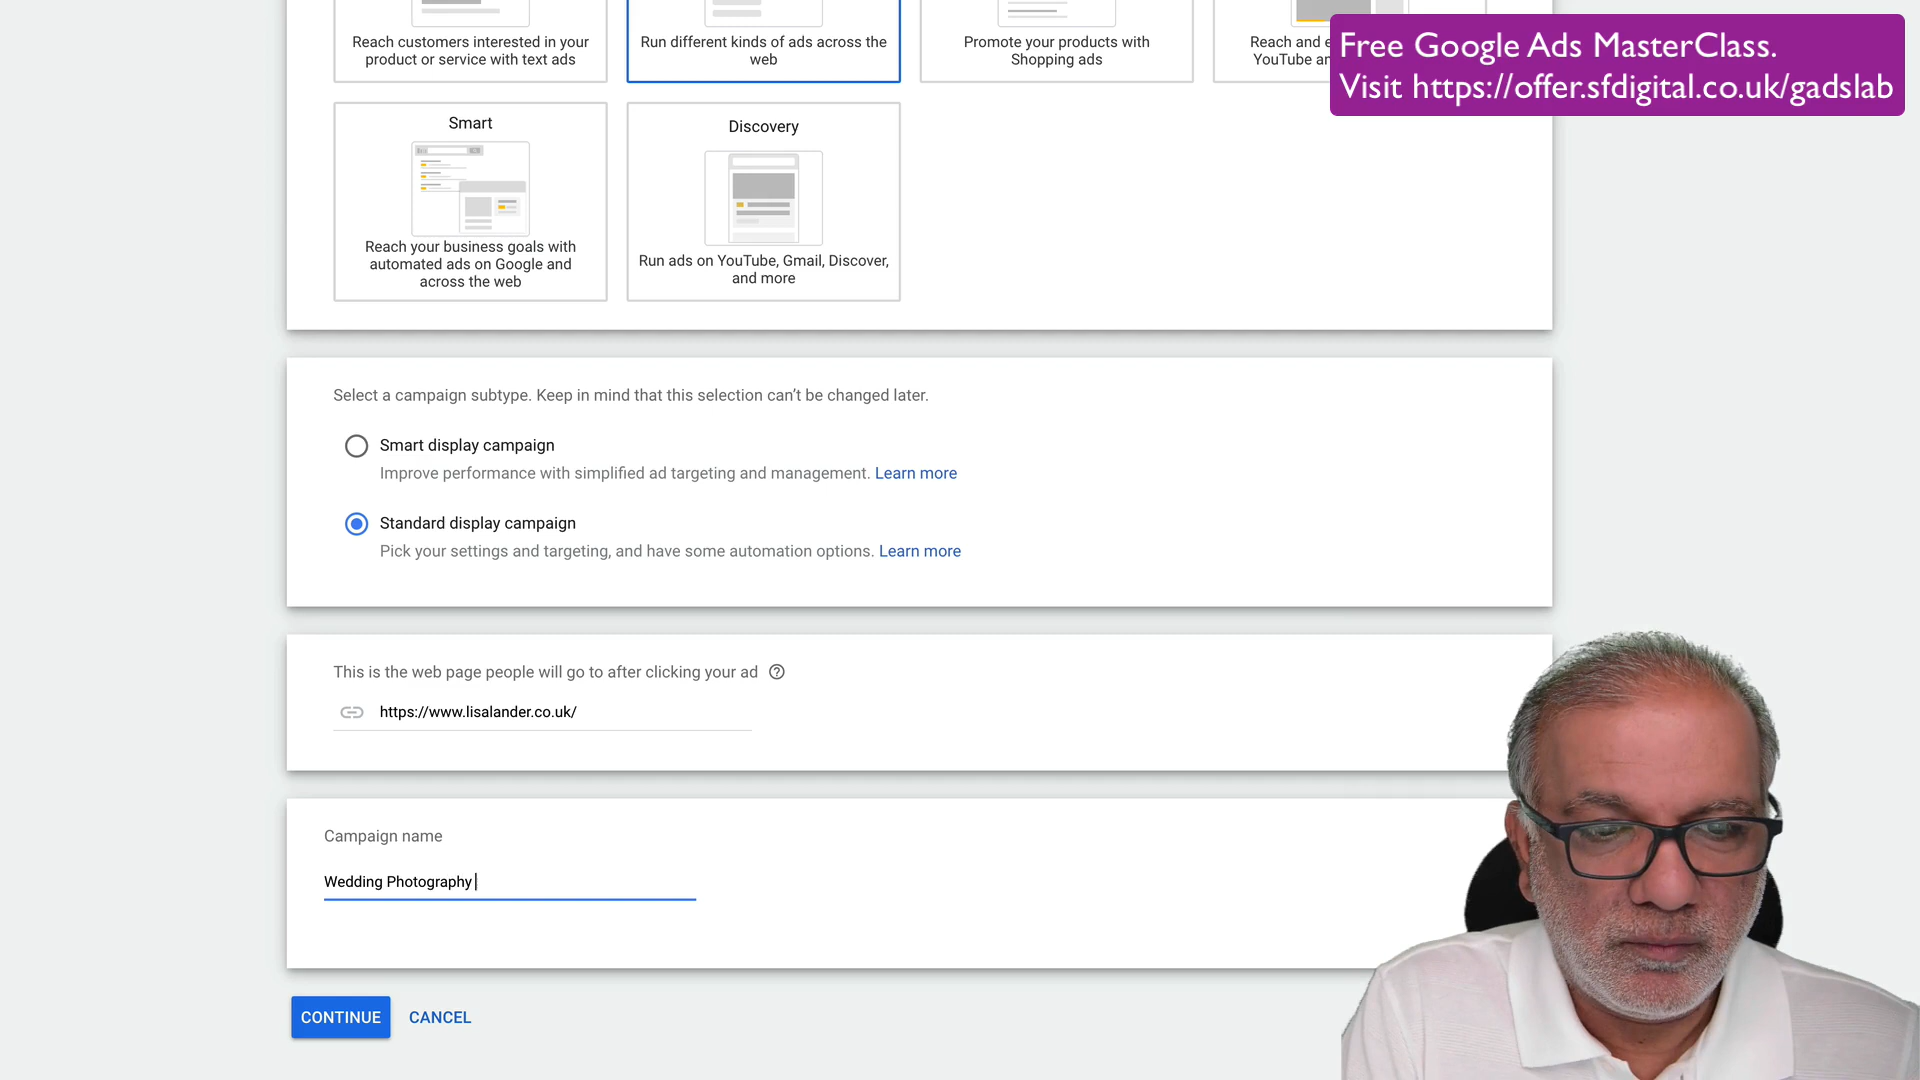 Reach customers interested in your
product or service with text ads
Run different kinds of ads across the
web
Promote your products with
Shopping ads
Reach and
YouTube
Free Google Ads MasterClass.
Visit https://offer.sfdigital.co.uk/gadslab
Smart
Reach your business goals with
automated ads on Google and
across the web
Discovery
Run ads on YouTube, Gmail, Discover,
and more
Select a campaign subtype. Keep in mind that this selection can’t be changed later.
Smart display campaign
Improve performance with simplified ad targeting and management. Learn more
Standard display campaign
Pick your settings and targeting, and have some automation options. Learn more
This is the web page people will go to after clicking your ad
https://www.lisalander.co.uk/
Campaign name
Wedding Photography
CONTINUE CANCEL